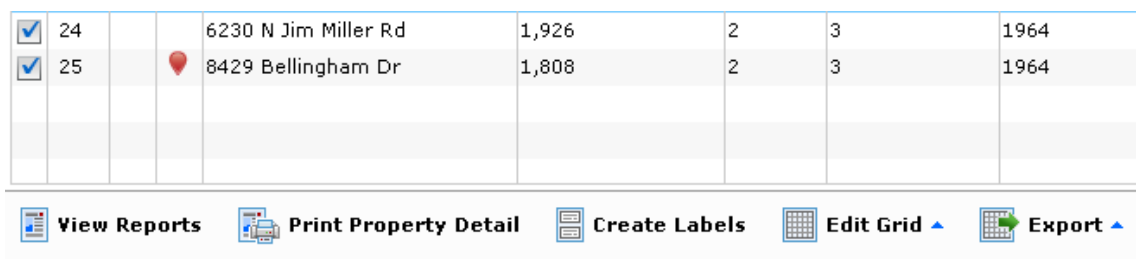 24 6230 N Jim Miller Rd 1,926 2 3 1964
25 8429 Bellingham Dr 1,808 2 3 1964
View Reports Print Property Detail Create Labels Edit Grid Export